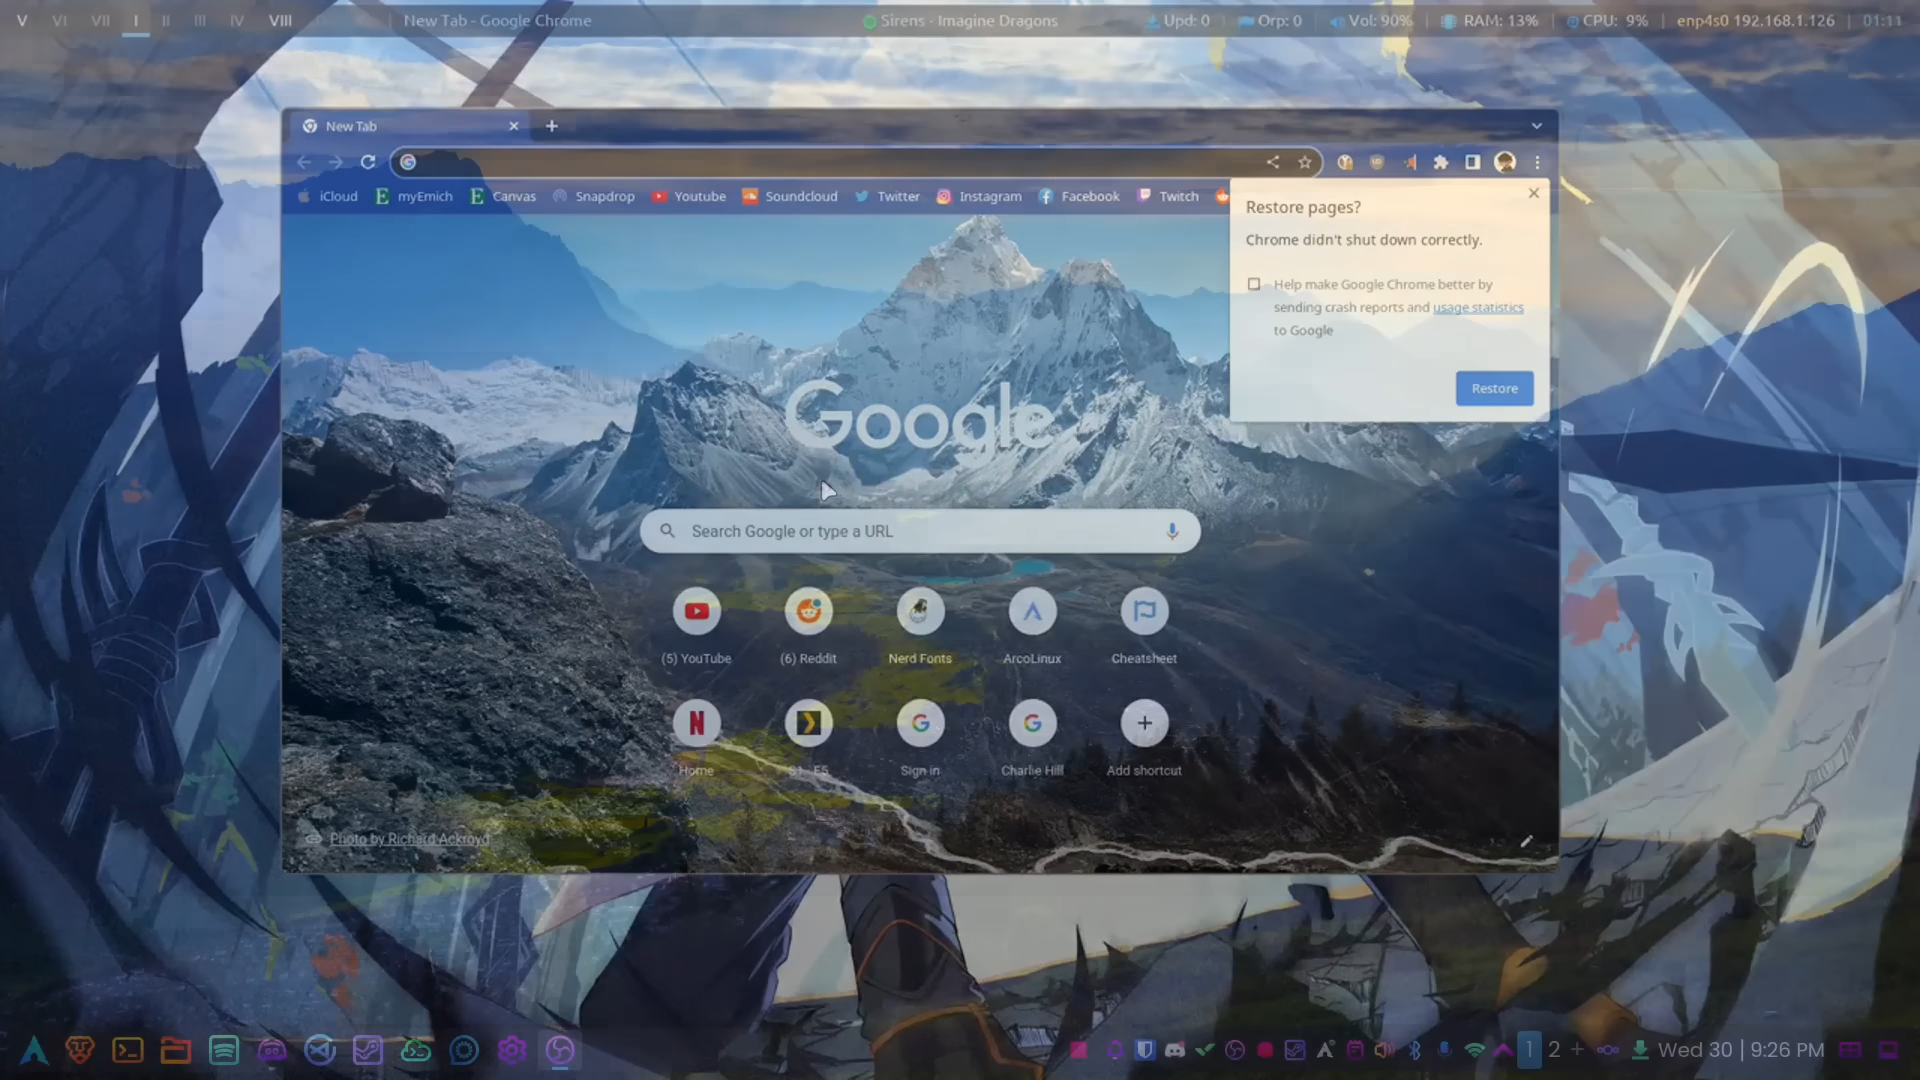 V VI VII I II III IV VIII | New Tab - Google Chrome
Sirens - Imagine Dragons
Upd: 0 | Orp: 0 | Vol: 90% | RAM: 13% | CPU: 9% | enp4s0 192.168.1.126 | 01:11
New Tab
iCloud myEmich Canvas Snapdrop Youtube Soundcloud Twitter Instagram Facebook Twitch
Restore pages?
Chrome didn't shut down correctly.
Help make Google Chrome better by
sending crash reports and usage statistics
to Google
Restore
Google
Search Google or type a URL
(5) YouTube (6) Reddit Nerd Fonts ArcoLinux Cheatsheet
Home S1 - E5 Sign in Charlie Hill Add shortcut
Photo by Richard Ackroyd
1 2 + Wed 30 | 9:26 PM